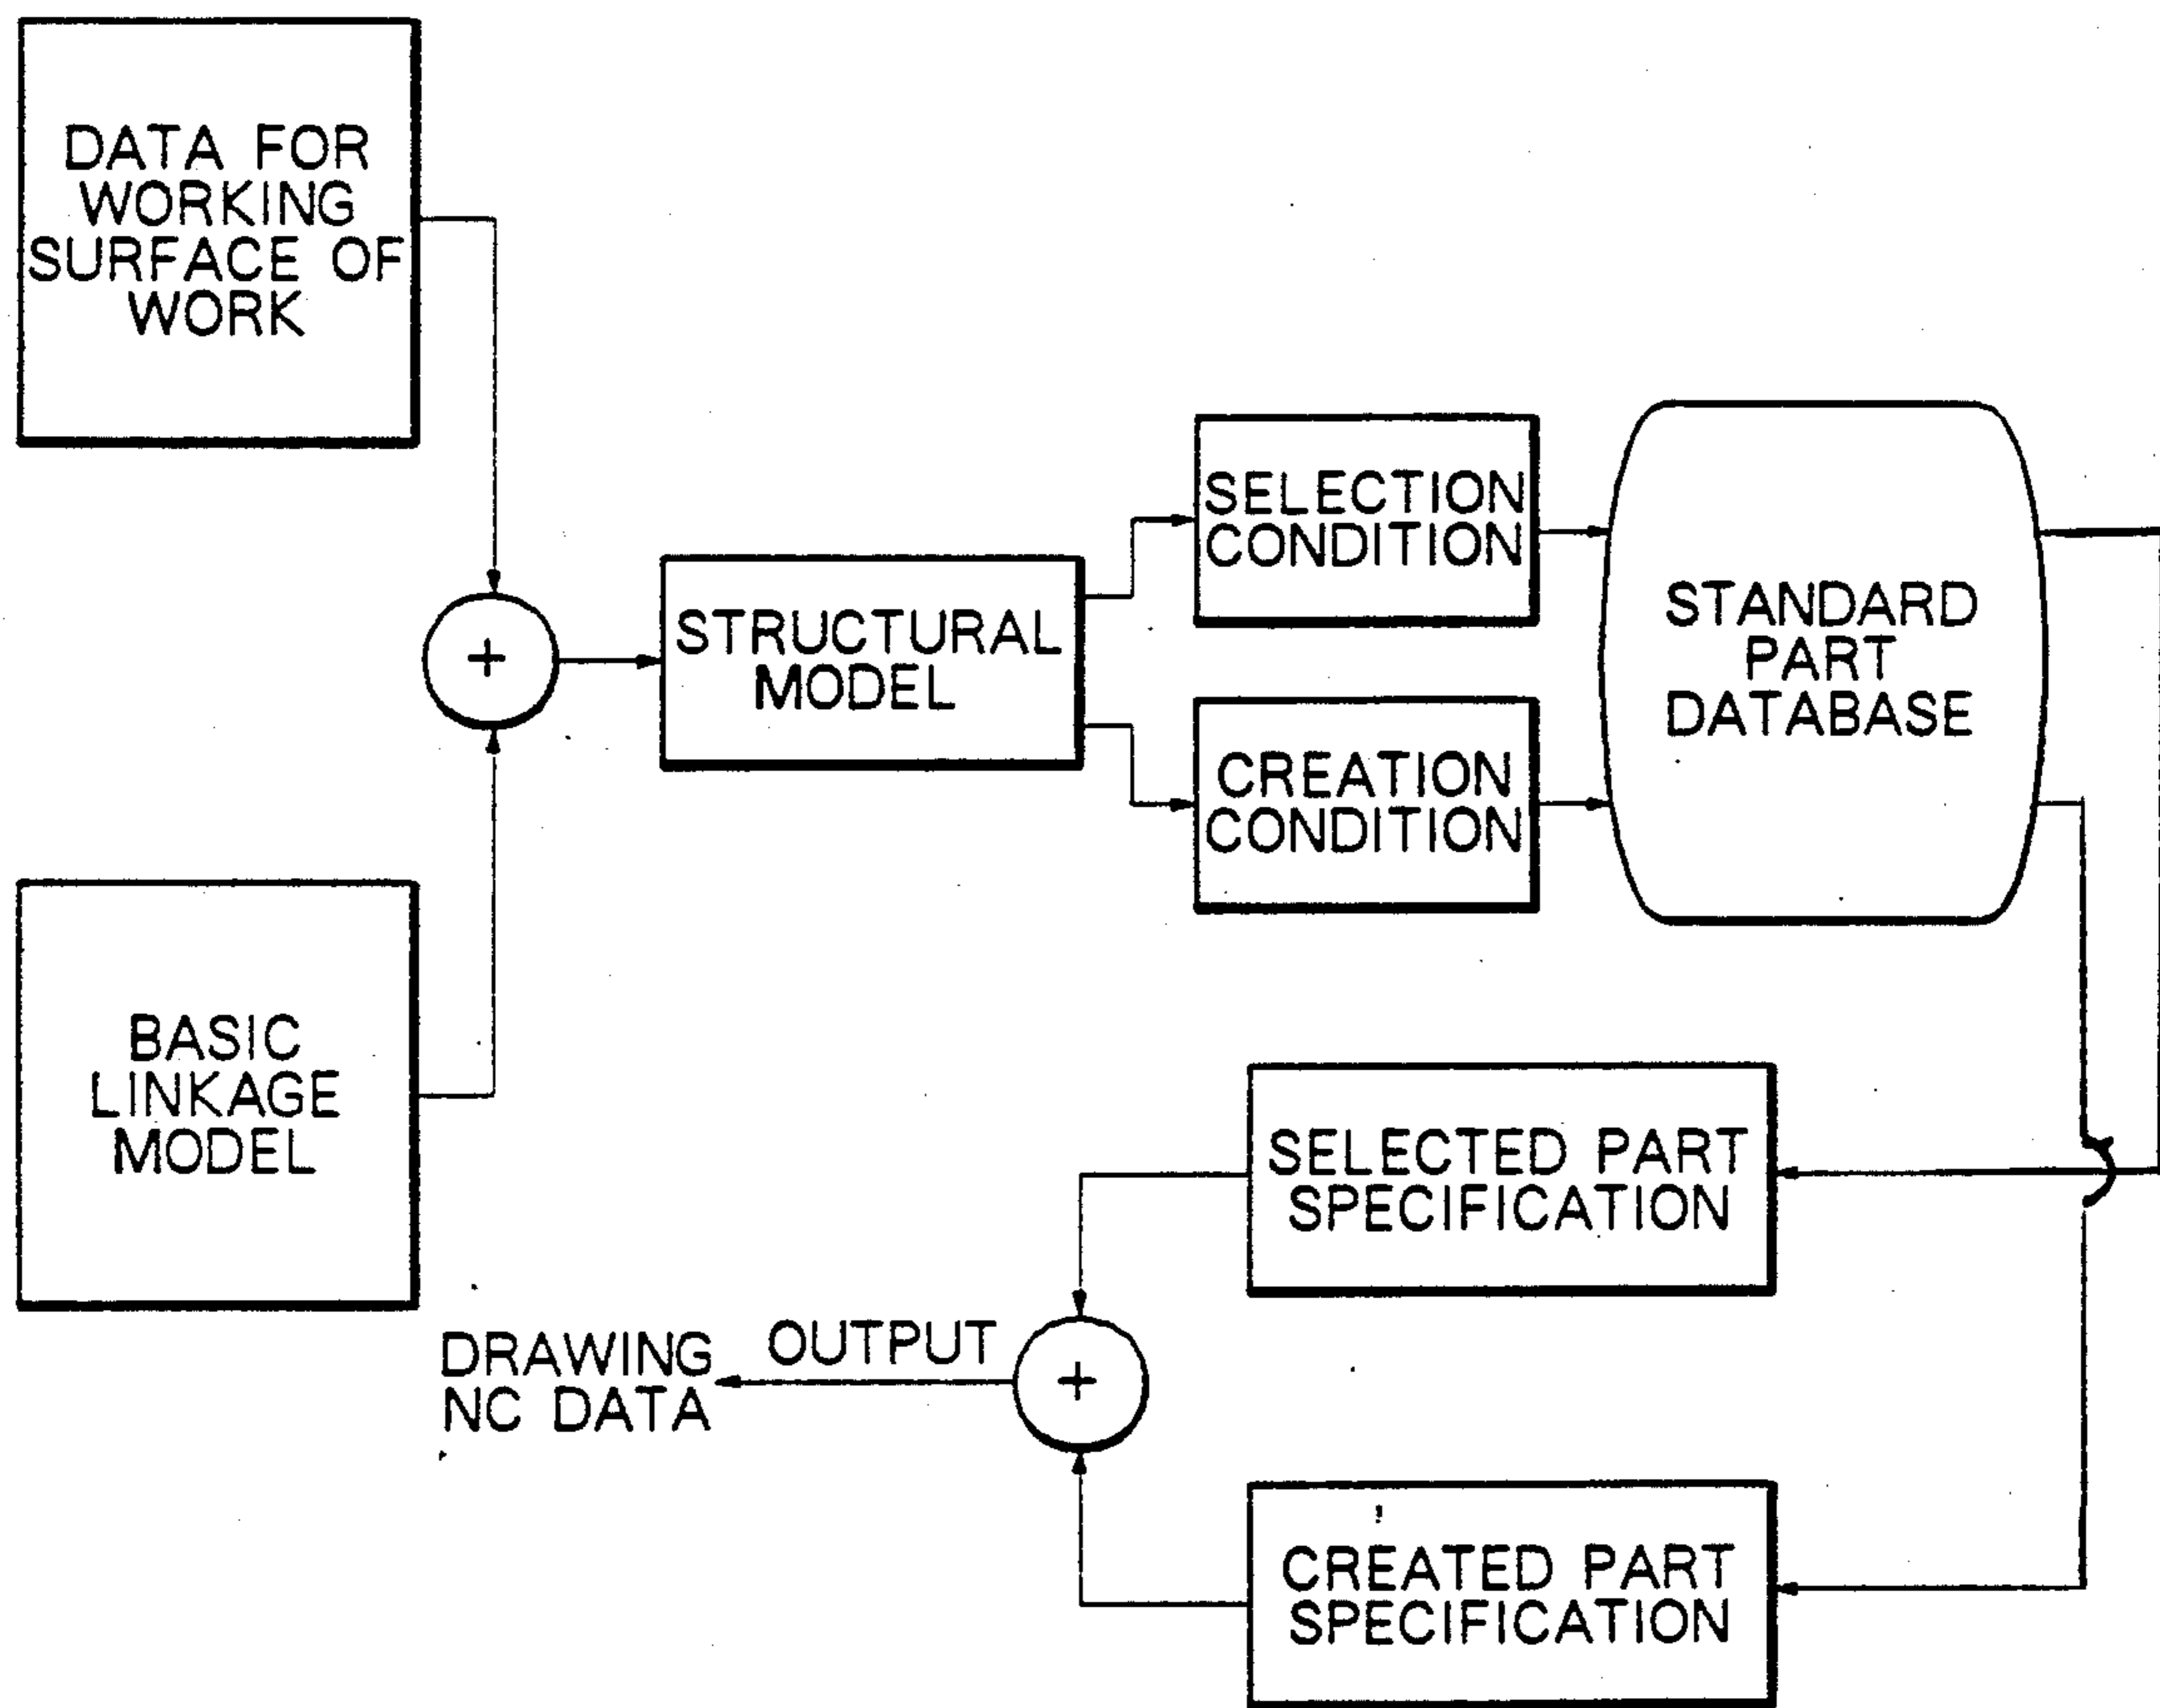 DATA FOR
WORKING
SURFACE OF
WORK
+
STRUCTURAL
MODEL
SELECTION
CONDITION
CREATION
CONDITION
STANDARD
PART
DATABASE
BASIC
LINKAGE
MODEL
SELECTED PART
SPECIFICATION
DRAWING
NC DATA
OUTPUT
+
CREATED PART
SPECIFICATION